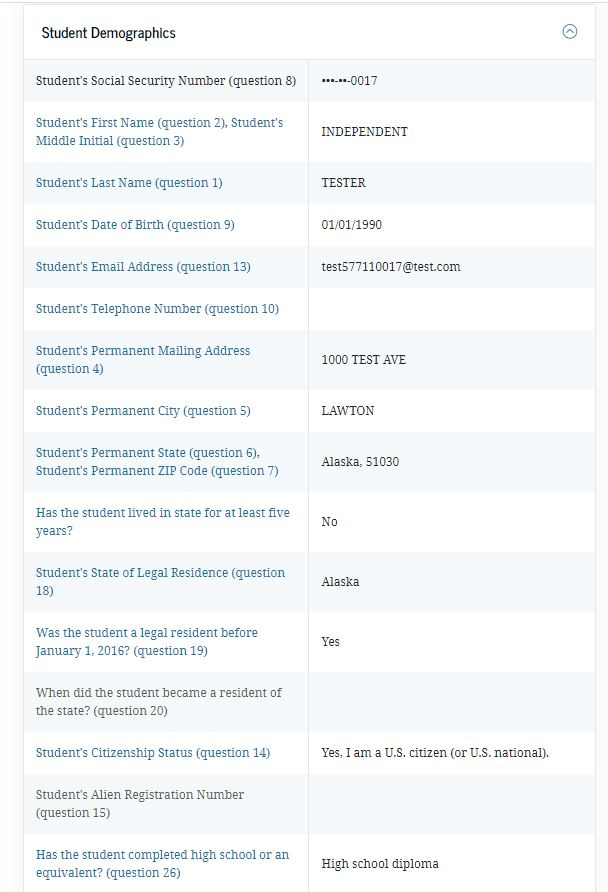 Student Demographics
Student's Social Security Number (question 8) •••-••-0017
Student's First Name (question 2), Student's
Middle Initial (question 3)
INDEPENDENT
Student's Last Name (question 1) TESTER
Student's Date of Birth (question 9) 01/01/1990
Student's Email Address (question 13) test577110017@test.com
Student's Telephone Number (question 10)
Student's Permanent Mailing Address
(question 4)
1000 TEST AVE
Student's Permanent City (question 5) LAWTON
Student's Permanent State (question 6),
Student's Permanent ZIP Code (question 7)
Alaska, 51030
Has the student lived in state for at least five
years?
No
Student's State of Legal Residence (question
18)
Alaska
Was the student a legal resident before
January 1, 2016? (question 19)
Yes
When did the student became a resident of
the state? (question 20)
Student's Citizenship Status (question 14) Yes, I am a U.S. citizen (or U.S. national).
Student's Alien Registration Number
(question 15)
Has the student completed high school or an
equivalent? (question 26)
High school diploma